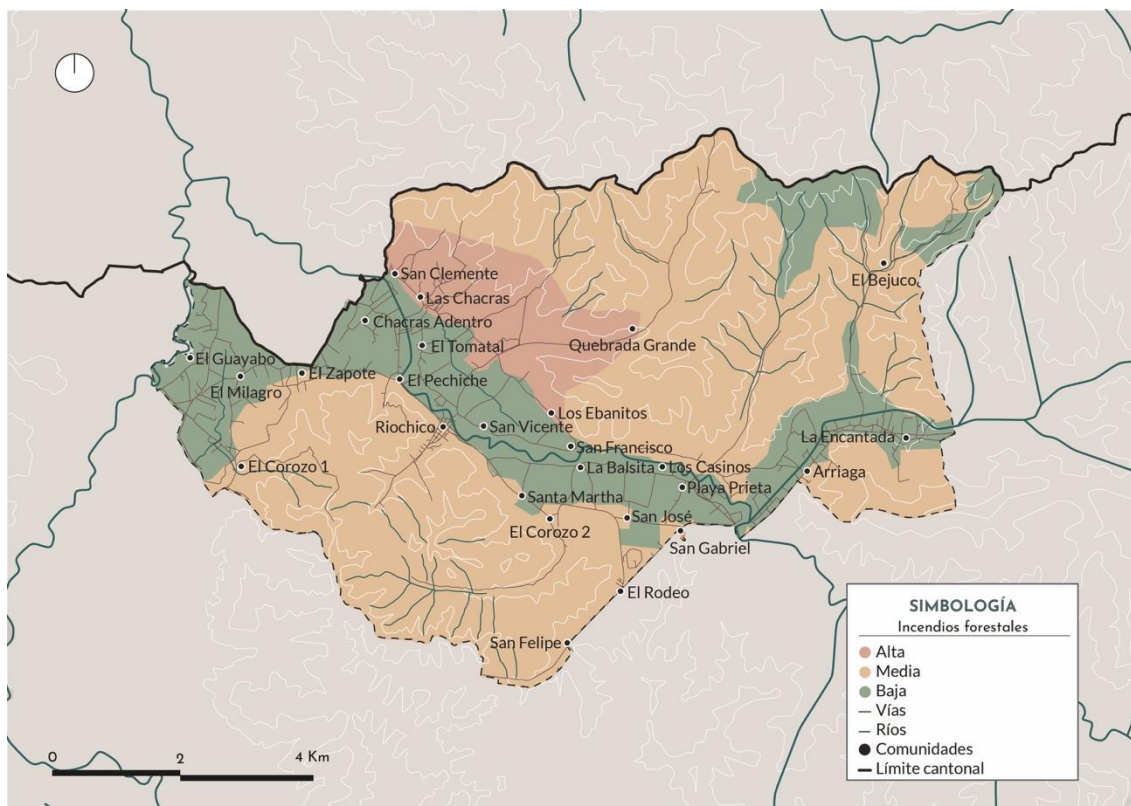 San Clemente
Las Chacras
Chacras Adentro
El Tomatal
Quebrada Grande
El Bejuco
El Guayabo
El Milagro
El Zapote
El Pechiche
Los Ebanitos
Riochico
San Vicente
San Francisco
La Encantada
El Corozo 1
La Balsita
Los Casinos
Arriaga
Playa Prieta
Santa Martha
San José
El Corozo 2
San Gabriel
El Rodeo
San Felipe
SIMBOLOGÍA
Incendios forestales
Alta
Media
Baja
Vías
Ríos
Comunidades
Límite cantonal
0 2 4 Km